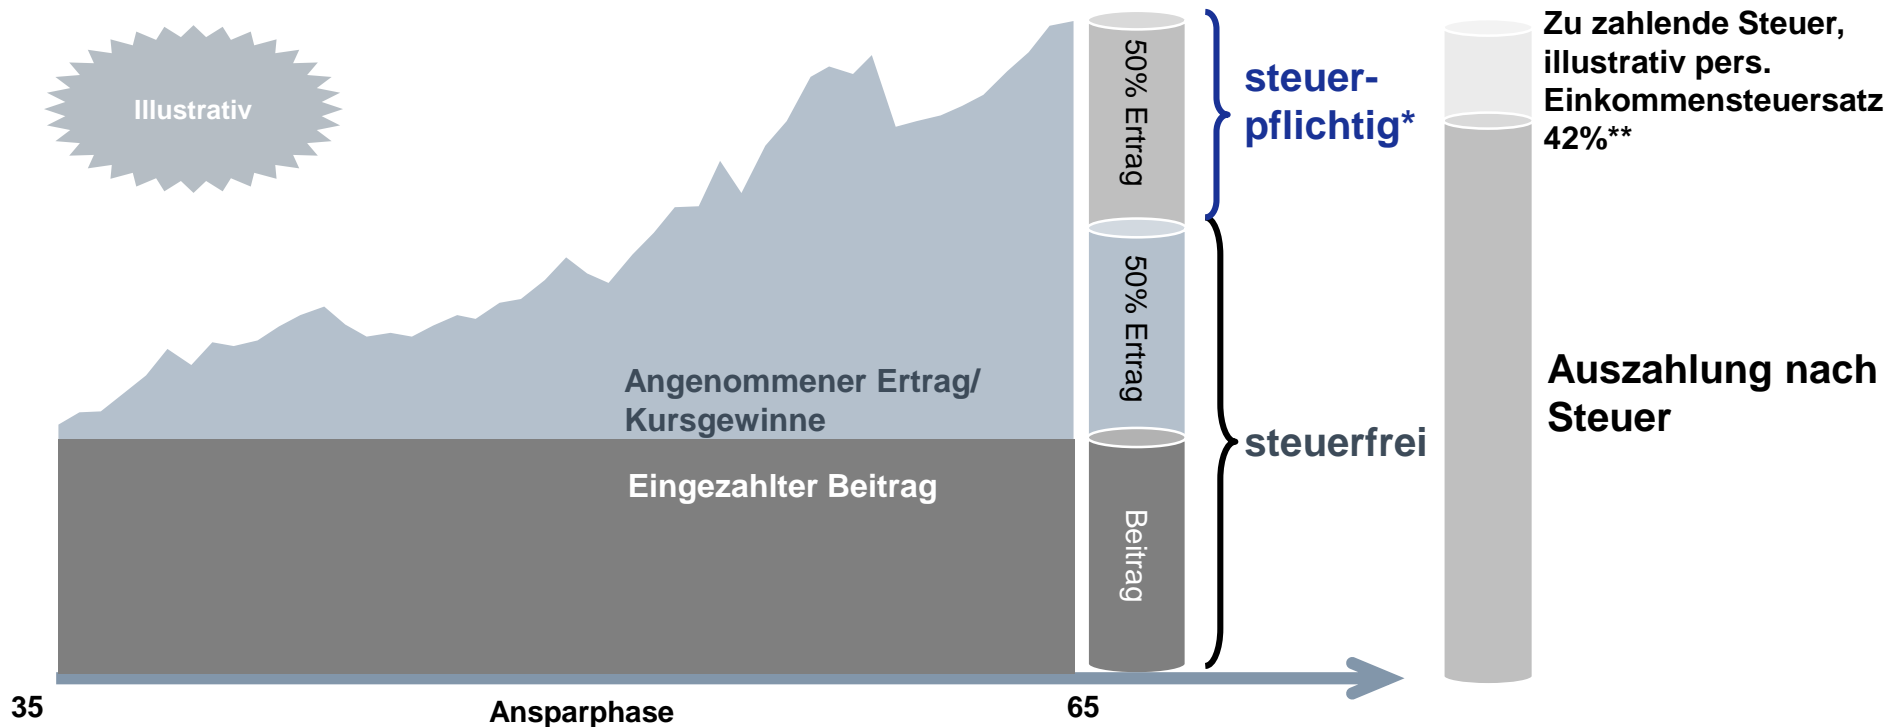 Illustrativ
50% Ertrag
steuer-
pflichtig*
Zu zahlende Steuer,
illustrativ pers.
Einkommensteuersatz
42%**
50% Ertrag
Angenommener Ertrag/
Kursgewinne
Auszahlung nach
Steuer
steuerfrei
Eingezahlter Beitrag
Beitrag
35
Ansparphase
65